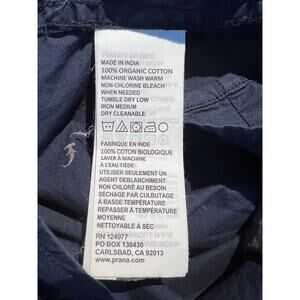 MADE IN INDIA
100% ORGANIC COTTON
MACHINE WASH WARM
NON-CHLORINE BLEACH
WHEN NEEDED
TUMBLE DRY LOW
IRON MEDIUM
DRY CLEANABLE
FABRIQUÉ EN INDE
100% COTON BIOLOGIQUE
LAVER À MACHINE
À L'EAU TIÈDE
UTILISER SEULEMENT UN
AGENT DEBLANCHIMENT
NON CHLORÉ AU BESOIN
SÉCHAGE PAR CULBUTAGE
À BASSE TEMPÉRATURE
REPASSER À TEMPÉRATURE
MOYENNE
NETTOYABLE À SEC
RN 124977
PO BOX 130430
CARLSBAD, CA 92013
www.prana.com